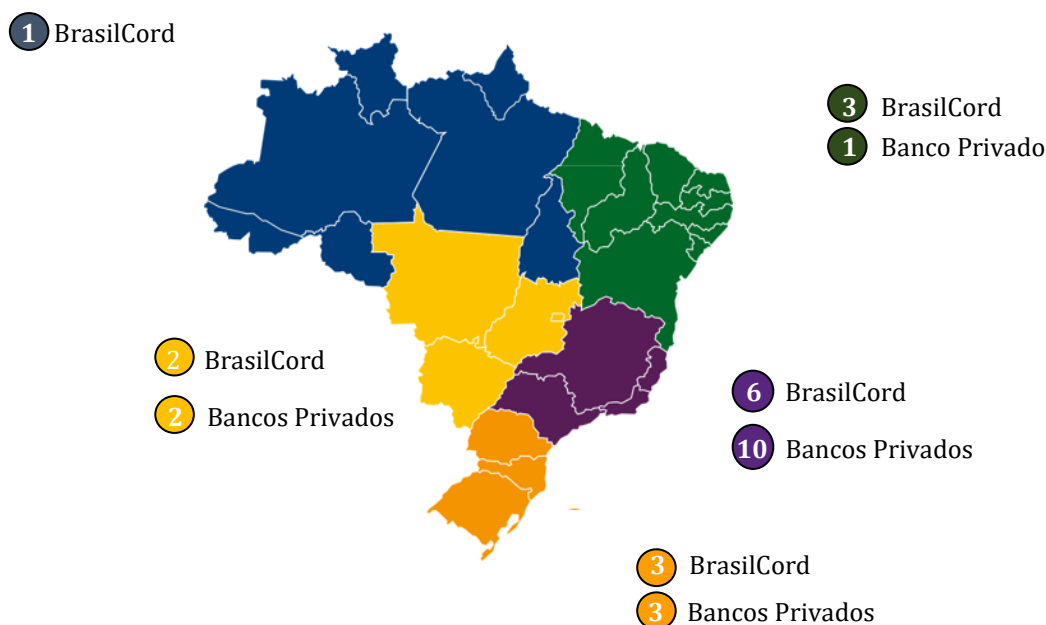 1 BrasilCord
3 BrasilCord
1 Banco Privado
2 BrasilCord
2 Bancos Privados
6 BrasilCord
10 Bancos Privados
3 BrasilCord
3 Bancos Privados